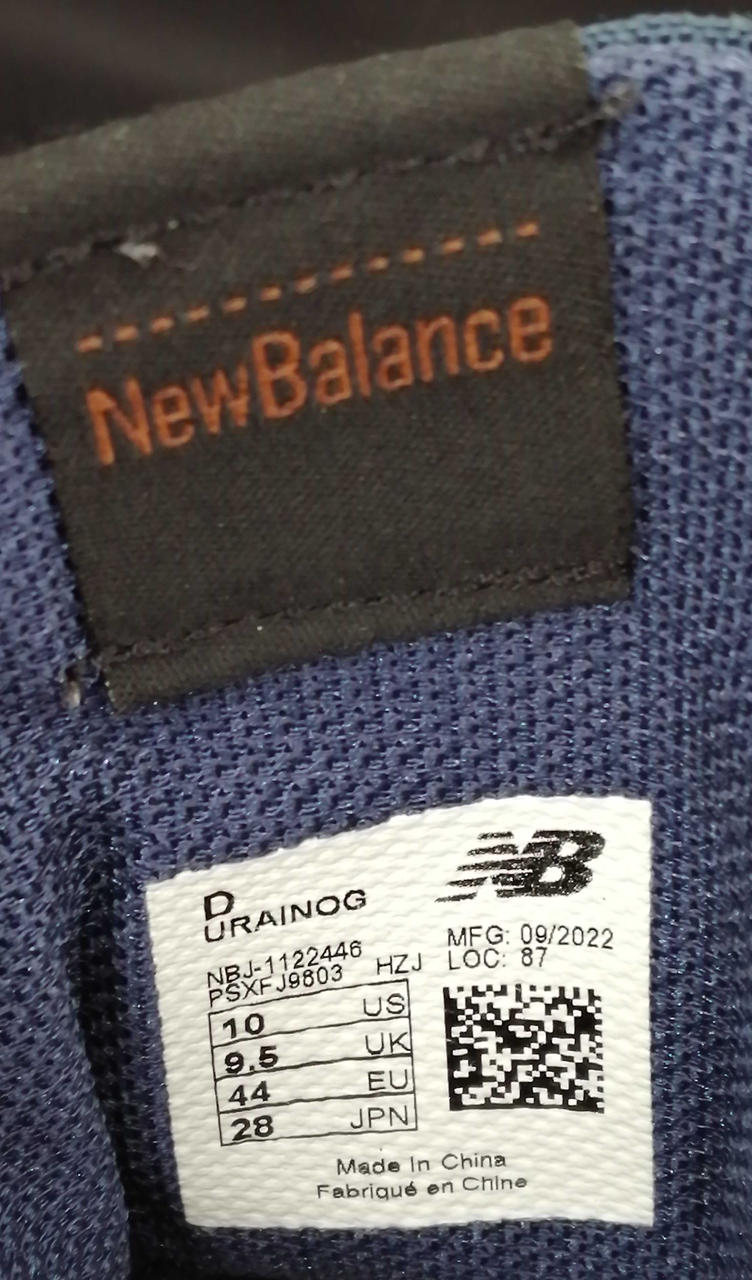 NewBalance
NB
D
URAINOG
NBJ-1122446
PSXFJ9803 HZJ
MFG: 09/2022
LOC: 87
10 US
9.5 UK
44 EU
28 JPN
Made In China
Fabriqué en Chine